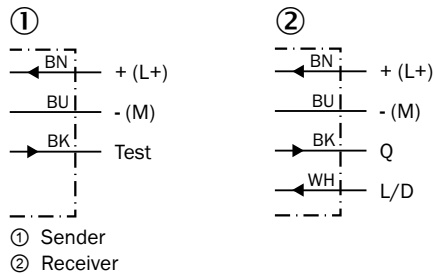 ① ②
BN + (L+) BN + (L+)
BU - (M) BU - (M)
BK Test BK Q
WH L/D
① Sender
② Receiver